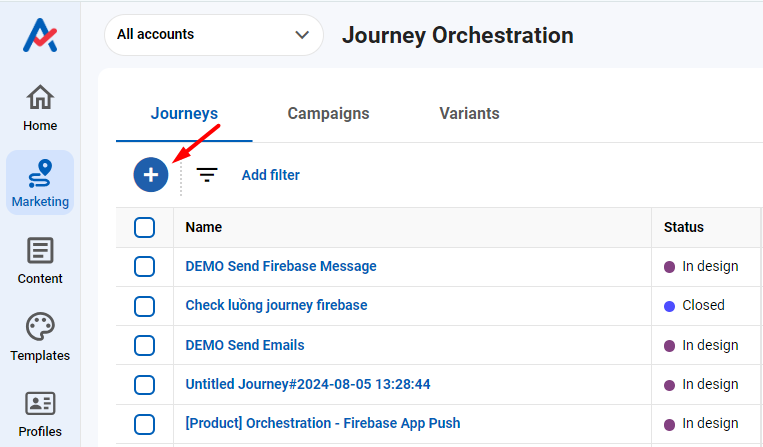 All accounts
Journey Orchestration
Home
Marketing
Content
Templates
Profiles
Journeys Campaigns Variants
Add filter
Name Status
DEMO Send Firebase Message In design
Check luồng journey firebase Closed
DEMO Send Emails In design
Untitled Journey#2024-08-05 13:28:44 In design
[Product] Orchestration - Firebase App Push In design